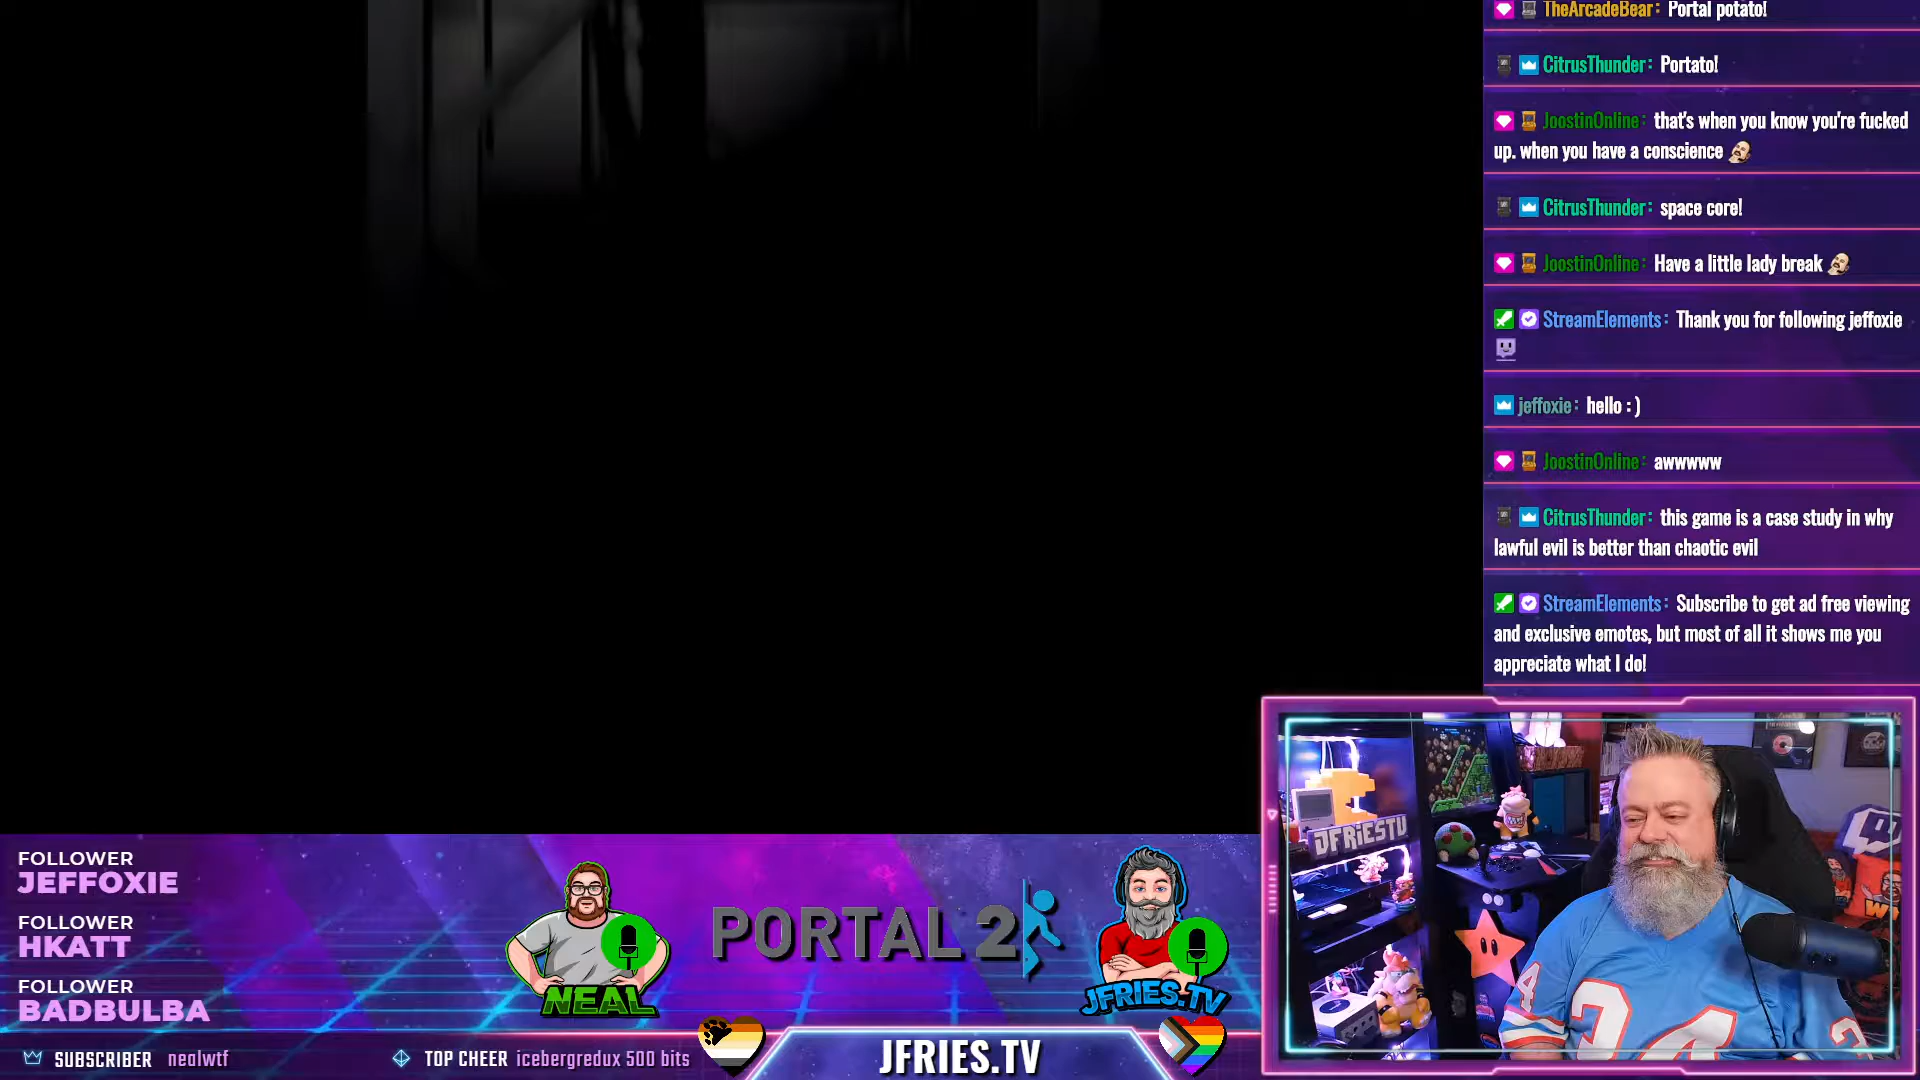 TheArcadeBear: Portal potato!
CitrusThunder: Portato!
JoostinOnline: that's when you know you're fucked
up. when you have a conscience
CitrusThunder: space core!
JoostinOnline: Have a little lady break
StreamElements: Thank you for following jeffoxie
jeffoxie: hello :)
JoostinOnline: awwwww
CitrusThunder: this game is a case study in why
lawful evil is better than chaotic evil
StreamElements: Subscribe to get ad free viewing
and exclusive emotes, but most of all it shows me you
appreciate what I do!
JFRIESTV
34
FOLLOWER
JEFFOXIE
FOLLOWER
HKATT
FOLLOWER
BADBULBA
NEAL
PORTAL 2
JFRIES.TV
SUBSCRIBER nealwtf
TOP CHEER icebergredux 500 bits
JFRIES.TV